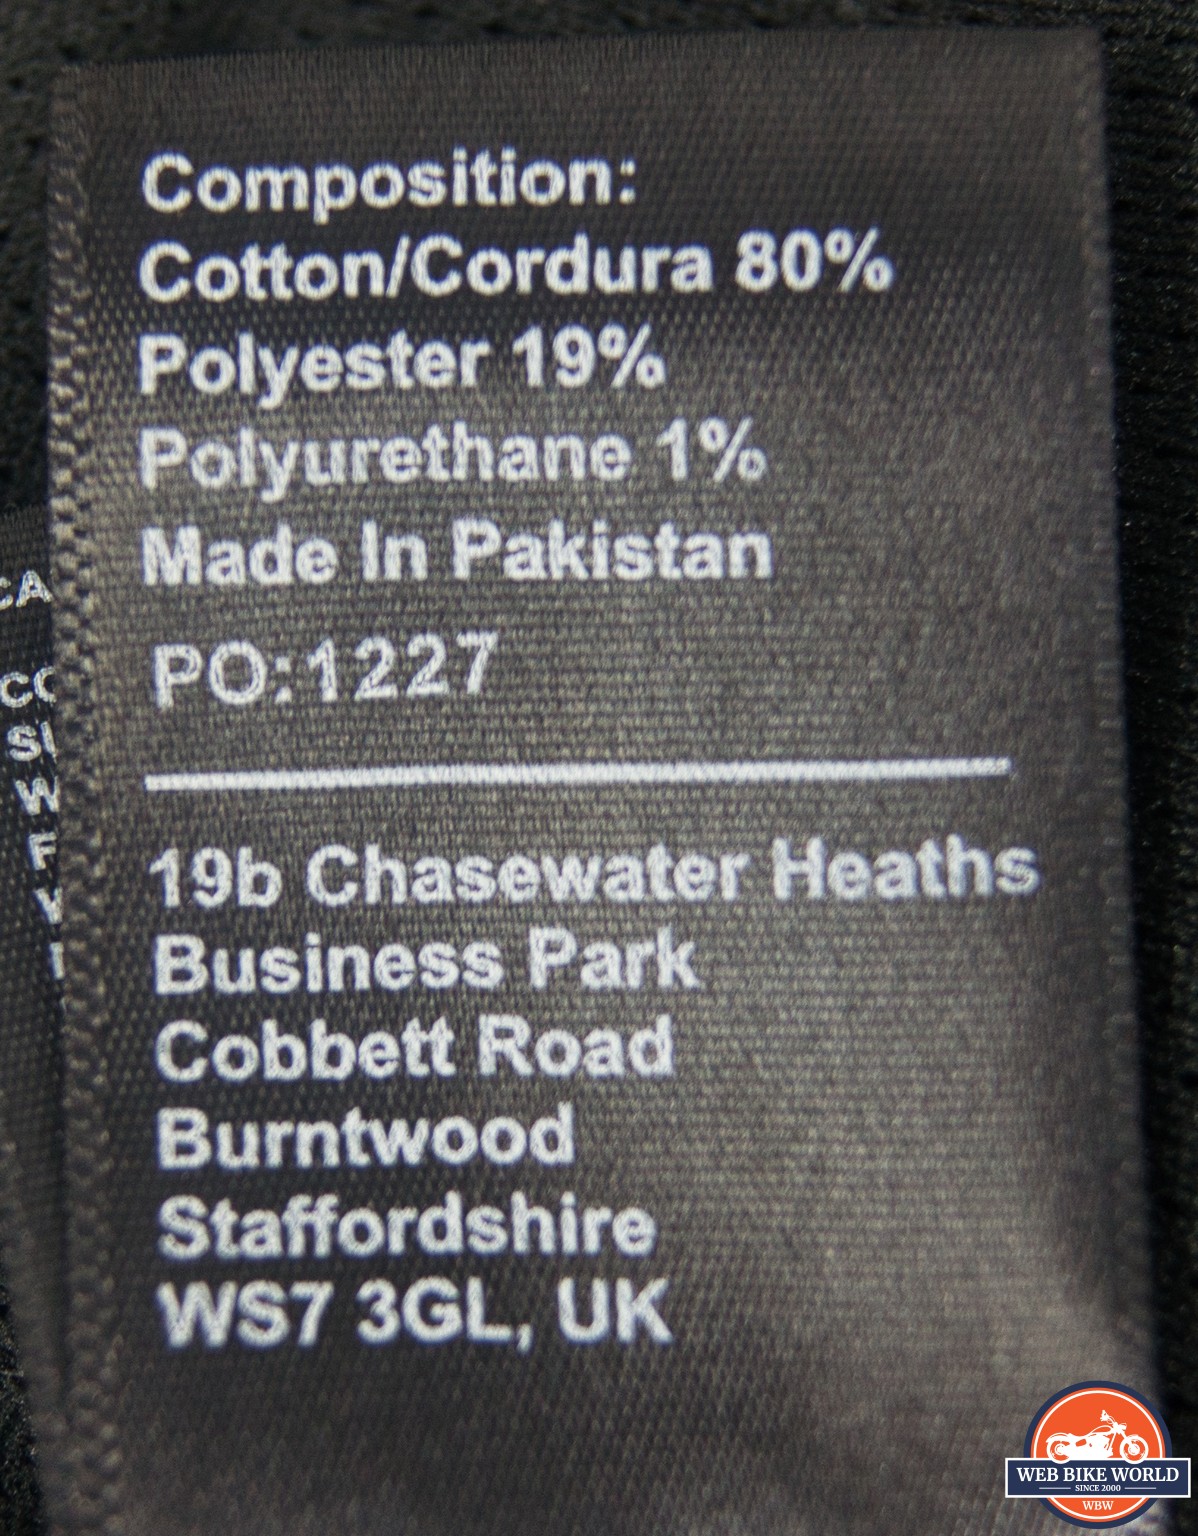 Composition:
Cotton/Cordura 80%
Polyester 19%
Polyurethane 1%
Made In Pakistan
PO:1227
19b Chasewater Heaths
Business Park
Cobbett Road
Burntwood
Staffordshire
WS7 3GL, UK
WEB BIKE WORLD
SINCE 2000
WBW